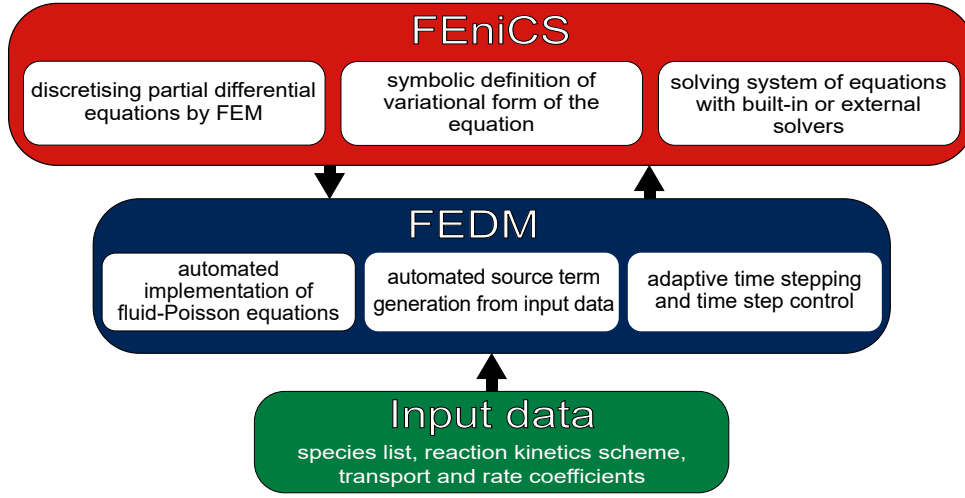 FEniCS
discretising partial differential
equations by FEM
symbolic definition of
variational form of the
equation
solving system of equations
with built-in or external
solvers
FEDM
automated
implementation of
fluid-Poisson equations
automated source term
generation from input data
adaptive time stepping
and time step control
Input data
species list, reaction kinetics scheme,
transport and rate coefficients